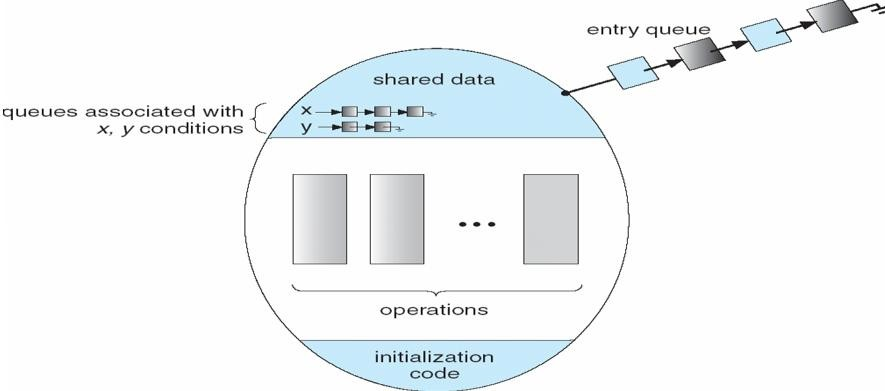 entry queue
shared data
queues associated with
x, y conditions
x
y
operations
initialization
code